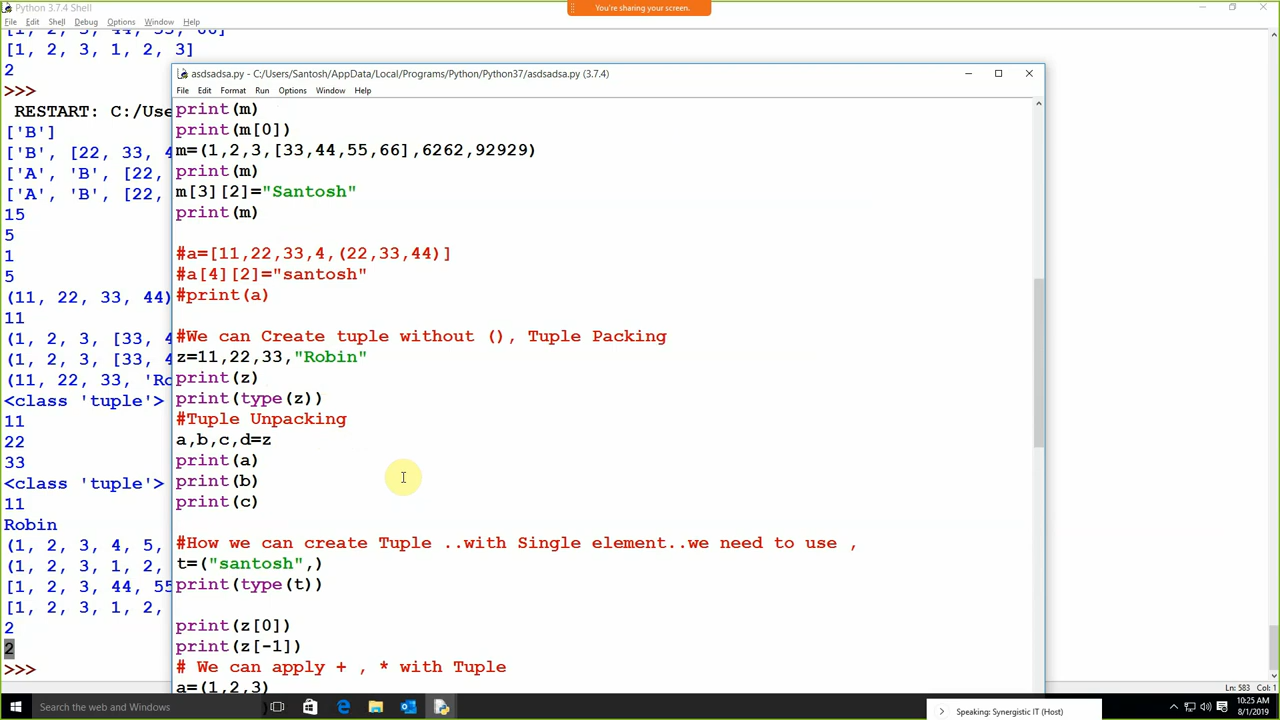 Python 3.7.4 Shell
You're sharing your screen.
File Edit Shell Debug Options Window Help
[1, 2, 3, 44, 55, 66]
[1, 2, 3, 1, 2, 3]
2
>>>
RESTART: C:/Use
['B']
['B', [22, 33, 4
['A', 'B', [22,
['A', 'B', [22,
15
5
1
5
(11, 22, 33, 44)
11
(1, 2, 3, [33, 4
(1, 2, 3, [33, 4
(11, 22, 33, 'Ro
<class 'tuple'>
11
22
33
<class 'tuple'>
11
Robin
(1, 2, 3, 4, 5,
(1, 2, 3, 1, 2,
[1, 2, 3, 44, 55
[1, 2, 3, 1, 2,
2
2
>>>
asdsadsa.py - C:/Users/Santosh/AppData/Local/Programs/Python/Python37/asdsadsa.py (3.7.4)
File Edit Format Run Options Window Help
print(m)
print(m[0])
m=(1,2,3,[33,44,55,66],6262,92929)
print(m)
m[3][2]="Santosh"
print(m)
#a=[11,22,33,4,(22,33,44)]
#a[4][2]="santosh"
#print(a)
#We can Create tuple without (), Tuple Packing
z=11,22,33,"Robin"
print(z)
print(type(z))
#Tuple Unpacking
a,b,c,d=z
print(a)
print(b)
print(c)
#How we can create Tuple ..with Single element..we need to use ,
t=("santosh",)
print(type(t))
print(z[0])
print(z[-1])
# We can apply + , * with Tuple
a=(1,2,3)
Ln: 583 Col: 1
Search the web and Windows
Speaking: Synergistic IT (Host)
10:25 AM
8/1/2019